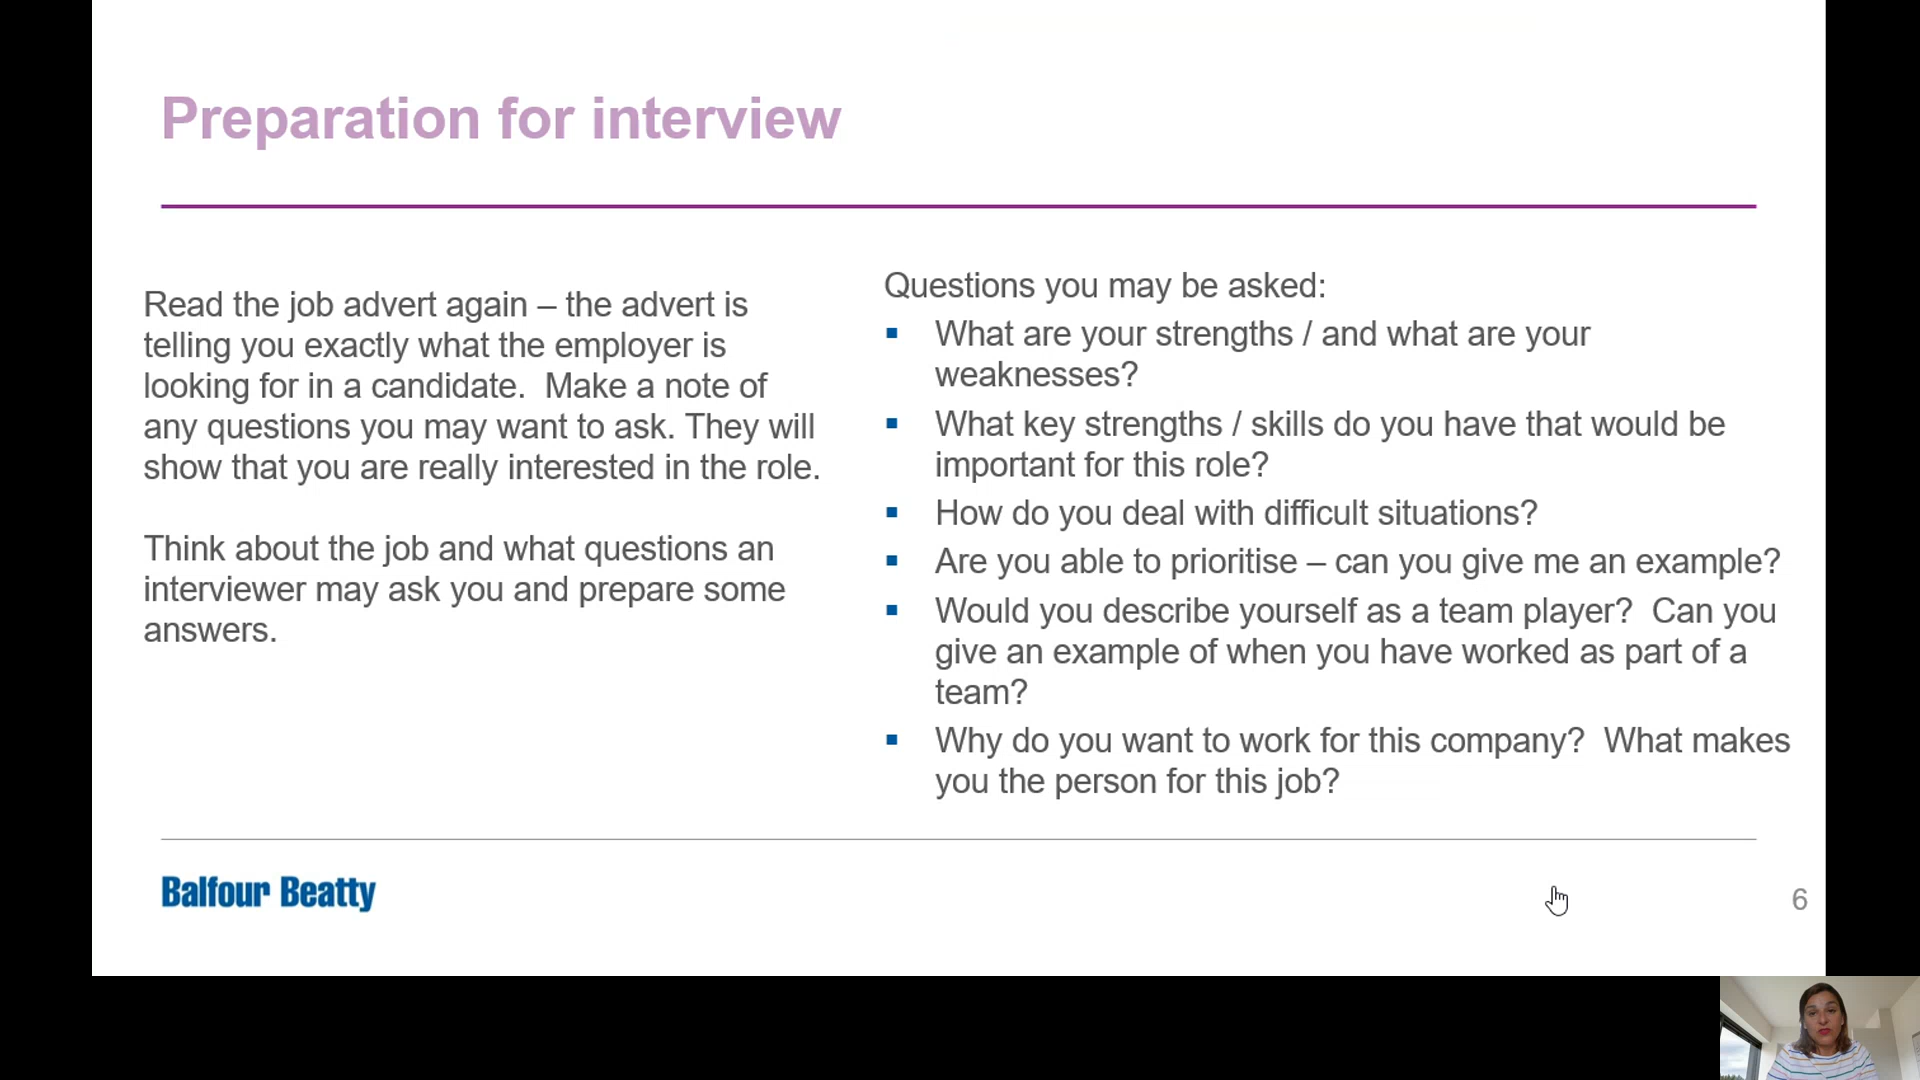 Preparation for interview
Read the job advert again – the advert is
telling you exactly what the employer is
looking for in a candidate.  Make a note of
any questions you may want to ask. They will
show that you are really interested in the role.
Think about the job and what questions an
interviewer may ask you and prepare some
answers.
Questions you may be asked:
▪ What are your strengths / and what are your
weaknesses?
▪ What key strengths / skills do you have that would be
important for this role?
▪ How do you deal with difficult situations?
▪ Are you able to prioritise – can you give me an example?
▪ Would you describe yourself as a team player?  Can you
give an example of when you have worked as part of a
team?
▪ Why do you want to work for this company?  What makes
you the person for this job?
Balfour Beatty
6